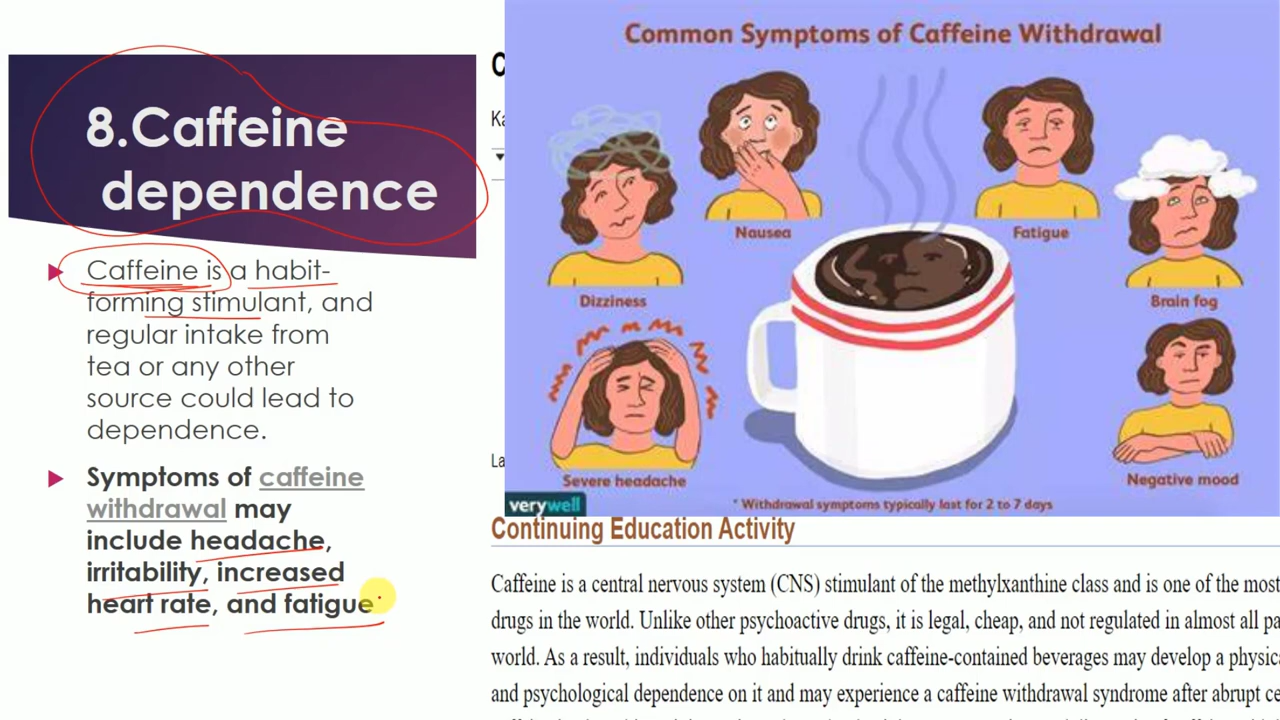 8.Caffeine
dependence
Caffeine is a habit-
forming stimulant, and
regular intake from
tea or any other
source could lead to
dependence.
Symptoms of caffeine
withdrawal may
include headache,
irritability, increased
heart rate, and fatigue
C
Ka
La
Common Symptoms of Caffeine Withdrawal
Nausea
Fatigue
Dizziness
Brain fog
Severe headache
Negative mood
verywell
* Withdrawal symptoms typically last for 2 to 7 days
Continuing Education Activity
Caffeine is a central nervous system (CNS) stimulant of the methylxanthine class and is one of the most
drugs in the world. Unlike other psychoactive drugs, it is legal, cheap, and not regulated in almost all pa
world. As a result, individuals who habitually drink caffeine-contained beverages may develop a physica
and psychological dependence on it and may experience a caffeine withdrawal syndrome after abrupt ce